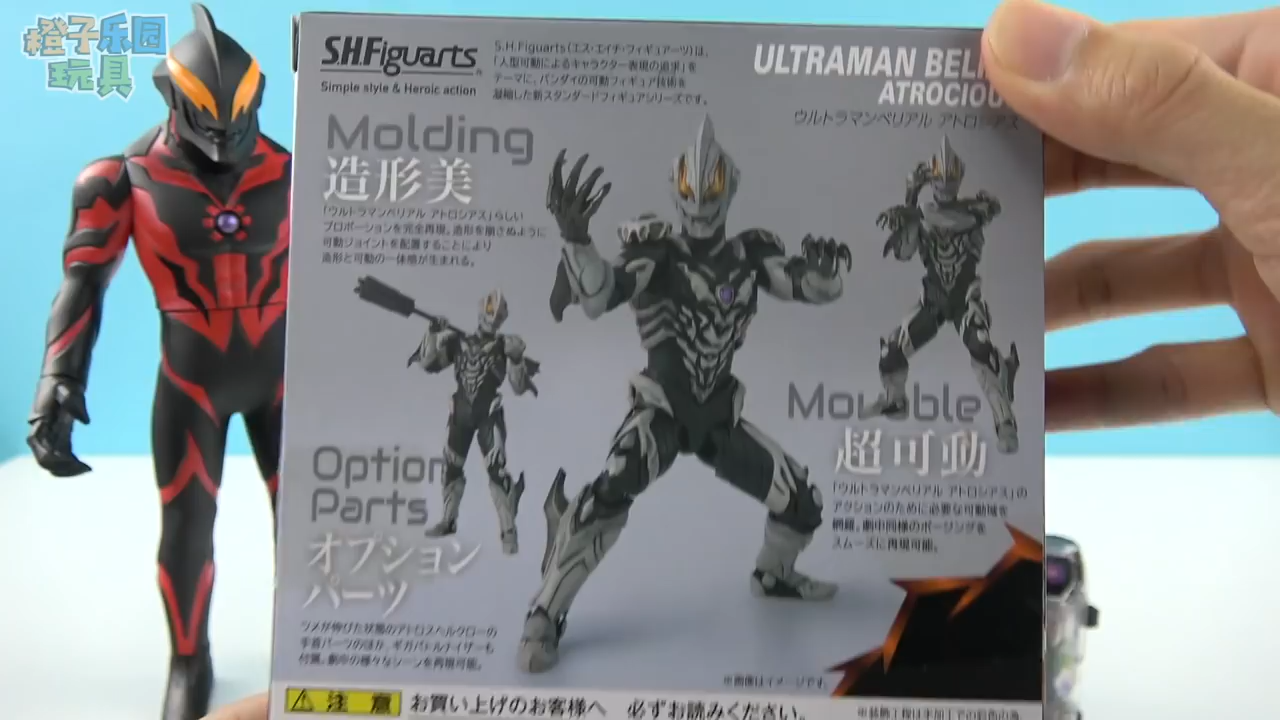 橙子乐园
玩具
S.H.Figuarts
Simple style & Heroic action
S.H.Figuarts(エス・エイチ・フィギュアーツ)は、
「人型可動によるキャラクター表現の追求」を
テーマに、バンダイの可動フィギュア技術を
凝縮した新スタンダードフィギュアシリーズです。
ULTRAMAN
ウルトラマンベリアル アトロシアス
Molding
造形美
「ウルトラマンベリアル アトロシアス」らしい
プロポーションを完全再現。造形を崩さぬように
可動ジョイントを配置することにより
造形と可動の一体感が生まれる。
Option
Parts
オプション
パーツ
ツメが伸びた状態のアトロスヘルクローの
手首パーツのほか、ギガバトルナイザーも
付属。劇中の様々なシーンを再現可能。
Movable
超可動
「ウルトラマンベリアル アトロシアス」の
アクションのために必要な可動域を
網羅。劇中同様のポージングを
スムーズに再現可能。
※画像はイメージです。
注意 お買い上げのお客様へ 必ずお読みください。